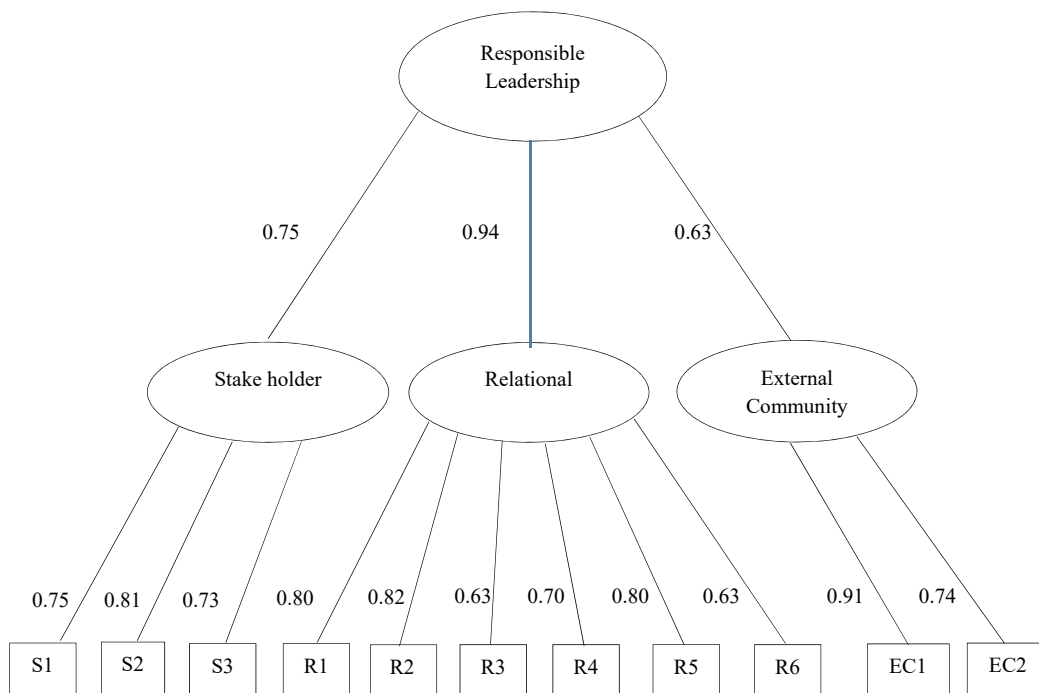 Responsible
Leadership
0.75
0.94
0.63
Stake holder
Relational
External
Community
0.75
0.81
0.73
0.80
0.82
0.63
0.70
0.80
0.63
0.91
0.74
S1
S2
S3
R1
R2
R3
R4
R5
R6
EC1
EC2